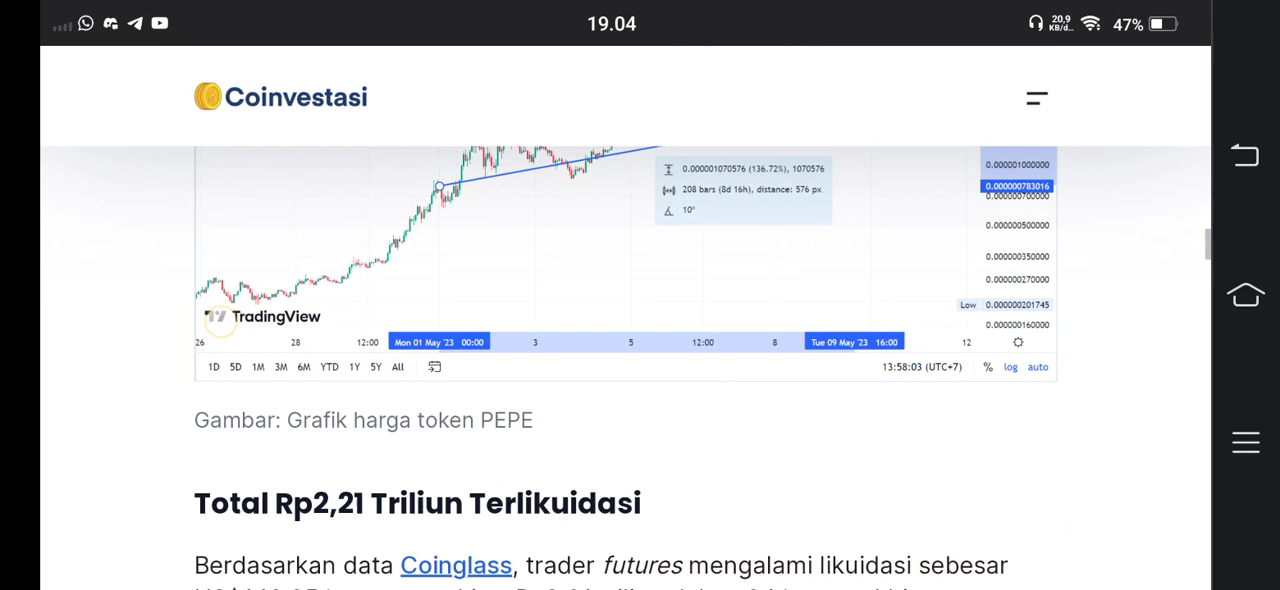 19.04
20,9
KB/d...
47%
Coinvestasi
0.000001070576 (136.72%), 1070576
208 bars (8d 16h), distance: 576 px
10°
0.000001000000
0.000000783016
0.000000700000
0.000000500000
0.000000350000
0.000000270000
Low 0.000000201745
0.000000160000
TradingView
26 28 12:00 Mon 01 May '23 00:00 3 5 12:00 8 Tue 09 May '23 16:00 12
1D 5D 1M 3M 6M YTD 1Y 5Y All 13:58:03 (UTC+7) % log auto
Gambar: Grafik harga token PEPE
Total Rp2,21 Triliun Terlikuidasi
Berdasarkan data Coinglass, trader futures mengalami likuidasi sebesar